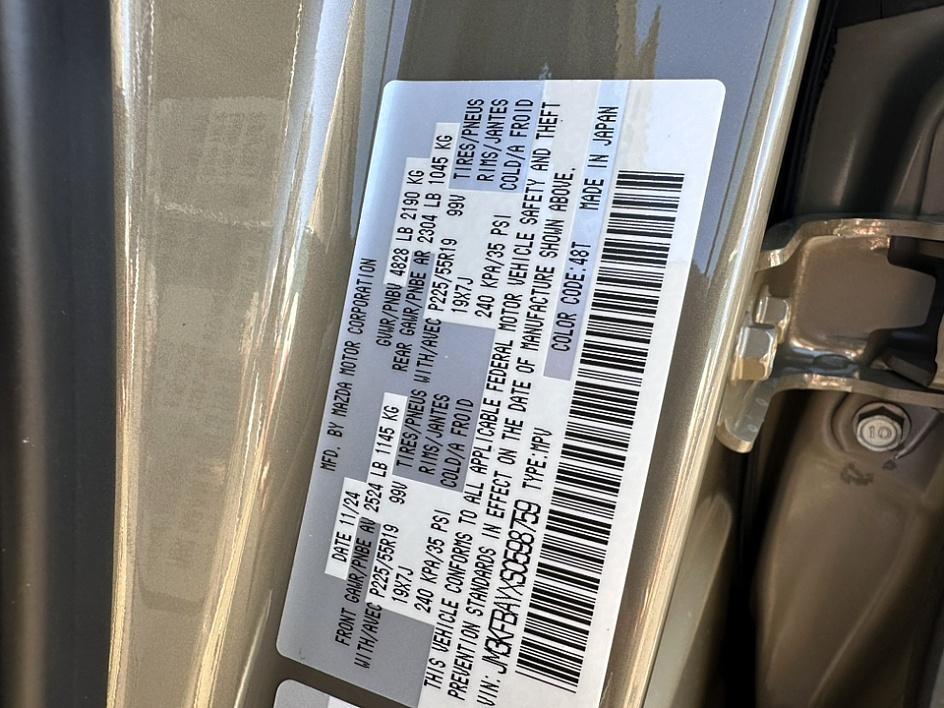 MFD. BY MAZDA MOTOR CORPORATION
DATE 11/24 GVWR/PNBV 4828 LB 2190 KG
FRONT GAWR/PNBE AV 2524 LB 1145 KG REAR GAWR/PNBE AR 2304 LB 1045 KG
WITH/AVEC P225/55R19 99V TIRES/PNEUS WITH/AVEC P225/55R19 99V TIRES/PNEUS
19X7J RIMS/JANTES 19X7J RIMS/JANTES
240 KPA/35 PSI COLD/A FROID 240 KPA/35 PSI COLD/A FROID
THIS VEHICLE CONFORMS TO ALL APPLICABLE FEDERAL MOTOR VEHICLE SAFETY AND THEFT
PREVENTION STANDARDS IN EFFECT ON THE DATE OF MANUFACTURE SHOWN ABOVE.
VIN: JM3KFBAYXS0598759 TYPE:MPV COLOR CODE:48T MADE IN JAPAN
10